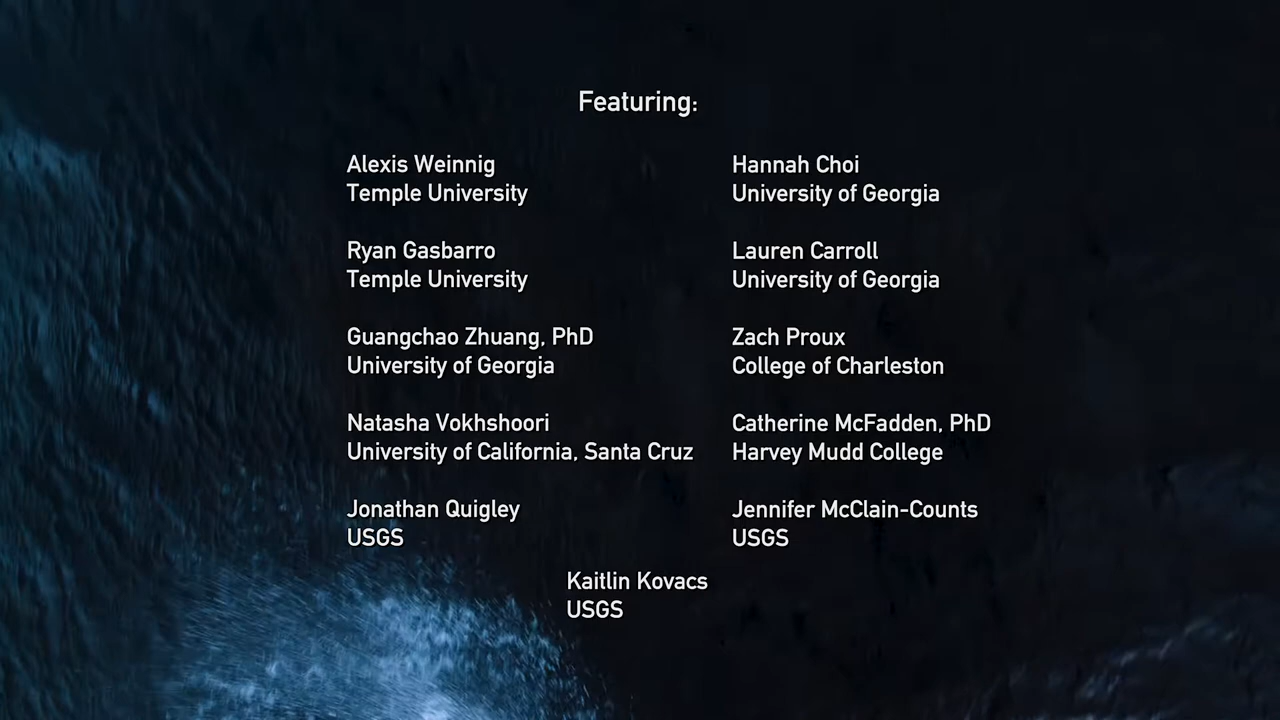 Featuring:
Alexis Weinnig
Temple University
Hannah Choi
University of Georgia
Ryan Gasbarro
Temple University
Lauren Carroll
University of Georgia
Guangchao Zhuang, PhD
University of Georgia
Zach Proux
College of Charleston
Natasha Vokhshoori
University of California, Santa Cruz
Catherine McFadden, PhD
Harvey Mudd College
Jonathan Quigley
USGS
Jennifer McClain-Counts
USGS
Kaitlin Kovacs
USGS